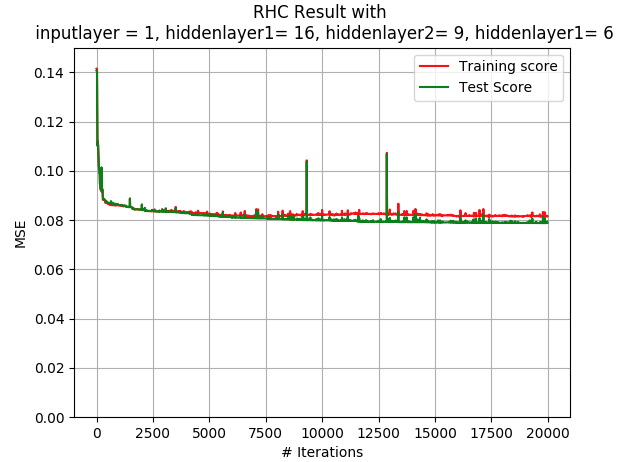 RHC Result with
inputlayer = 1, hiddenlayer1= 16, hiddenlayer2= 9, hiddenlayer1= 6
Training score
Test Score
MSE
0.14
0.12
0.10
0.08
0.06
0.04
0.02
0.00
0 2500 5000 7500 10000 12500 15000 17500 20000
# Iterations